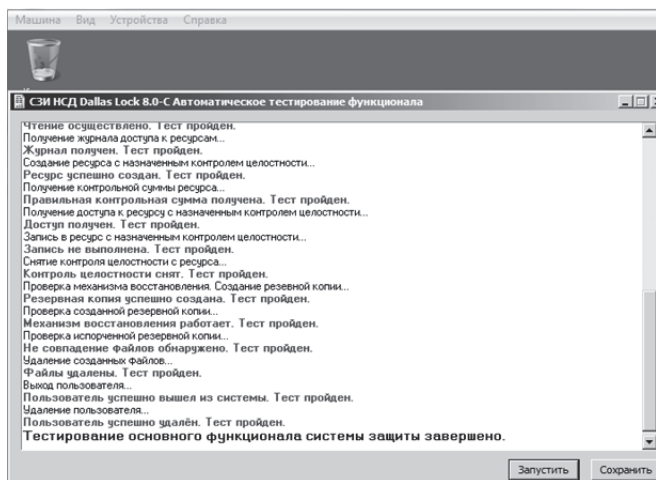 Машина Вид Устройства Справка
СЗИ НСД Dallas Lock 8.0-C Автоматическое тестирование функционала
Чтение осуществлено. Тест пройден.
Получение журнала доступа к ресурсам...
Журнал получен. Тест пройден.
Создание ресурса с назначенным контролем целостности...
Ресурс успешно создан. Тест пройден.
Получение контрольной суммы ресурса...
Правильная контрольная сумма получена. Тест пройден.
Получение доступа к ресурсу с назначенным контролем целостности...
Доступ получен. Тест пройден.
Запись в ресурс с назначенным контролем целостности...
Запись не выполнена. Тест пройден.
Снятие контроля целостности с ресурса...
Контроль целостности снят. Тест пройден.
Проверка механизма восстановления. Создание резевной копии...
Резервная копия успешно создана. Тест пройден.
Проверка созданной резервной копии...
Механизм восстановления работает. Тест пройден.
Проверка испорченной резервной копии...
Не совпадение файлов обнаружено. Тест пройден.
Удаление созданных файлов...
Файлы удалены. Тест пройден.
Выход пользователя...
Пользователь успешно вышел из системы. Тест пройден.
Удаление пользователя...
Пользователь успешно удалён. Тест пройден.
Тестирование основного функционала системы защиты завершено.
Запустить Сохранить